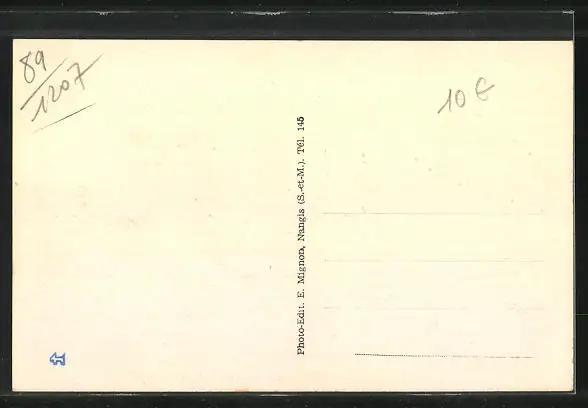 89
1207
10 €
Photo-Edit. E. Mignon, Nangis (S.-et-M.). Tél. 145